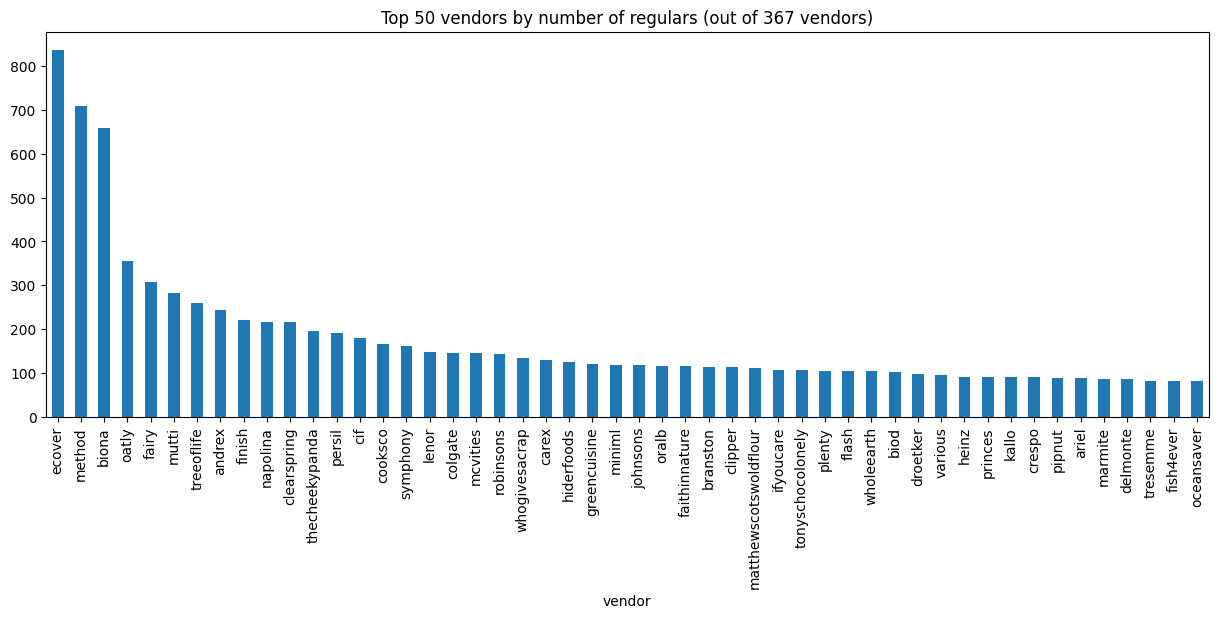 Top 50 vendors by number of regulars (out of 367 vendors)
800
700
600
500
400
300
200
100
0
ecover
method
biona
oatly
fairy
mutti
treeoflife
andrex
finish
napolina
clearspring
thecheekypanda
persil
cif
cooksco
symphony
lenor
colgate
mcvities
robinsons
whogivesacrap
carex
hiderfoods
greencuisine
miniml
johnsons
oralb
faithinnature
branston
clipper
matthewscotswoldflour
ifyoucare
tonyschocolonely
plenty
flash
wholeearth
biod
droetker
various
heinz
princes
kallo
crespo
pipnut
ariel
marmite
delmonte
tresemme
fish4ever
oceansaver
vendor